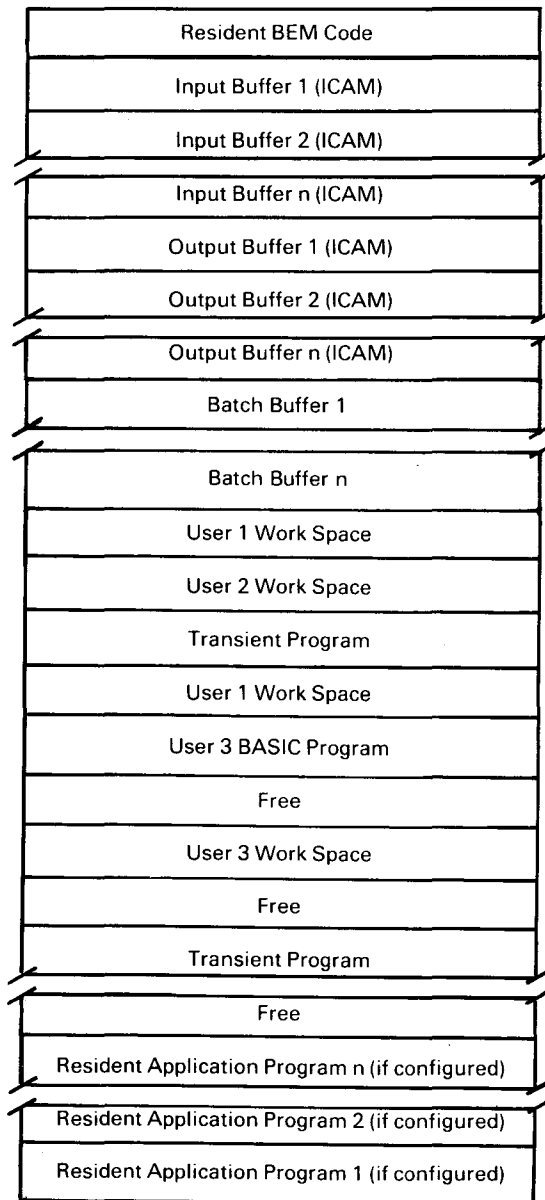 Resident BEM Code
Input Buffer 1 (ICAM)
Input Buffer 2 (ICAM)
Input Buffer n (ICAM)
Output Buffer 1 (ICAM)
Output Buffer 2 (ICAM)
Output Buffer n (ICAM)
Batch Buffer 1
Batch Buffer n
User 1 Work Space
User 2 Work Space
Transient Program
User 1 Work Space
User 3 BASIC Program
Free
User 3 Work Space
Free
Transient Program
Free
Resident Application Program n (if configured)
Resident Application Program 2 (if configured)
Resident Application Program 1 (if configured)